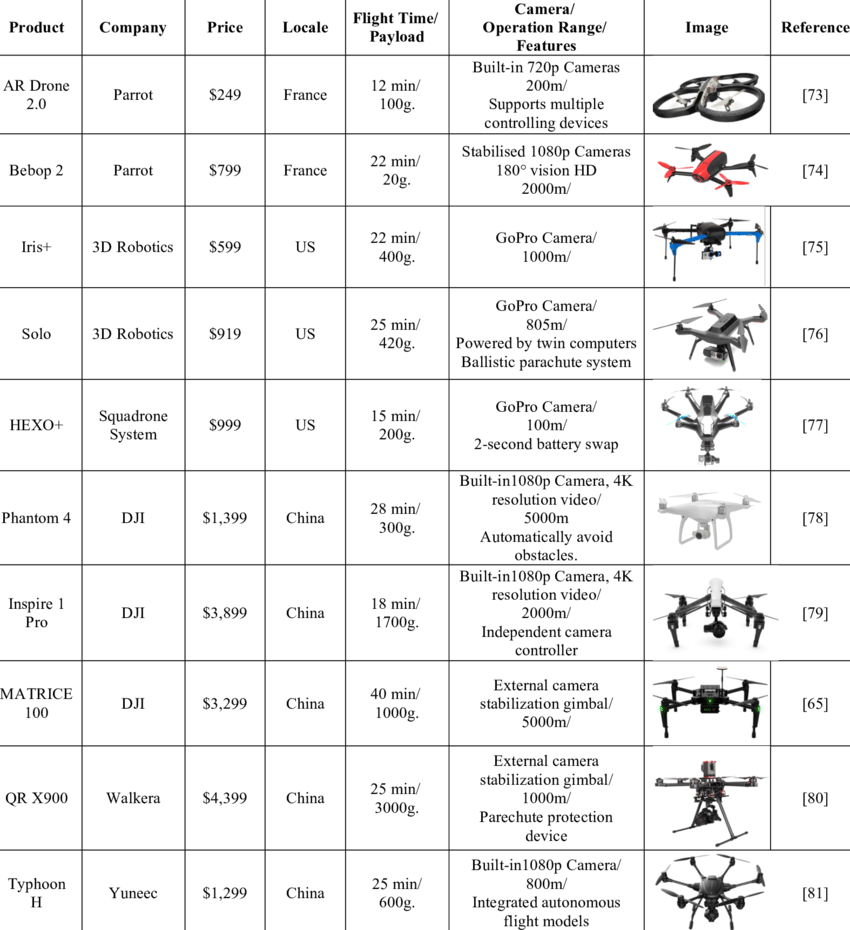 Product Company Price Locale Flight Time/ Payload Camera/ Operation Range/ Features Image Reference
AR Drone 2.0 Parrot $249 France 12 min/ 100g. Built-in 720p Cameras 200m/ Supports multiple controlling devices [73]
Bebop 2 Parrot $799 France 22 min/ 20g. Stabilised 1080p Cameras 180° vision HD 2000m/ [74]
Iris+ 3D Robotics $599 US 22 min/ 400g. GoPro Camera/ 1000m/ [75]
Solo 3D Robotics $919 US 25 min/ 420g. GoPro Camera/ 805m/ Powered by twin computers Ballistic parachute system [76]
HEXO+ Squadrone System $999 US 15 min/ 200g. GoPro Camera/ 100m/ 2-second battery swap [77]
Phantom 4 DJI $1,399 China 28 min/ 300g. Built-in1080p Camera, 4K resolution video/ 5000m Automatically avoid obstacles. [78]
Inspire 1 Pro DJI $3,899 China 18 min/ 1700g. Built-in1080p Camera, 4K resolution video/ 2000m/ Independent camera controller [79]
MATRICE 100 DJI $3,299 China 40 min/ 1000g. External camera stabilization gimbal/ 5000m/ [65]
QR X900 Walkera $4,399 China 25 min/ 3000g. External camera stabilization gimbal/ 1000m/ Parechute protection device [80]
Typhoon H Yuneec $1,299 China 25 min/ 600g. Built-in1080p Camera/ 800m/ Integrated autonomous flight models [81]